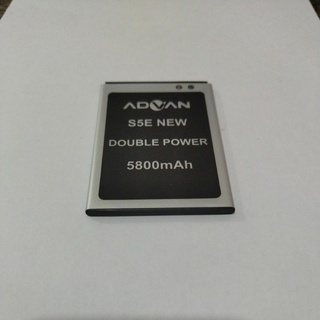 ADVAN
S5E NEW
DOUBLE POWER
5800mAh